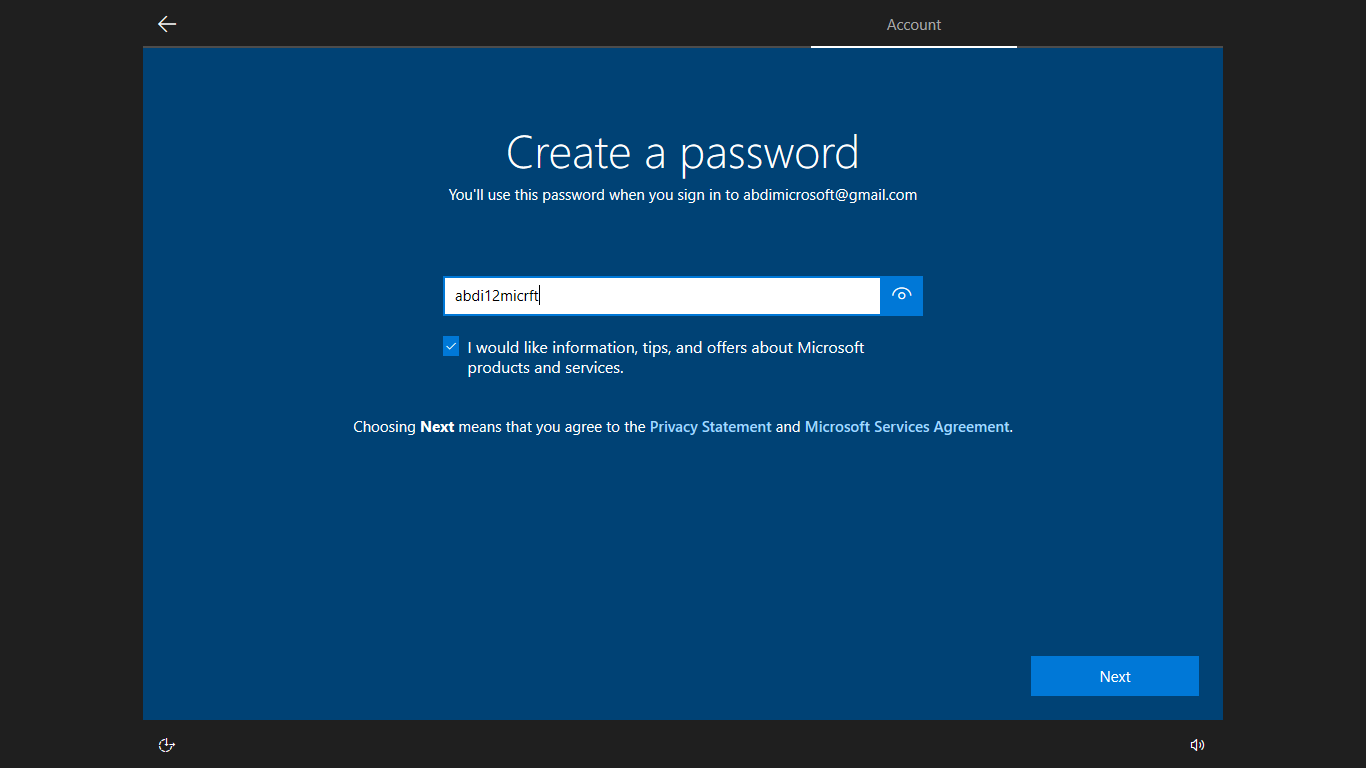 Account
Create a password
You'll use this password when you sign in to abdimicrosoft@gmail.com
abdi12micrft
I would like information, tips, and offers about Microsoft
products and services.
Choosing Next means that you agree to the Privacy Statement and Microsoft Services Agreement.
Next